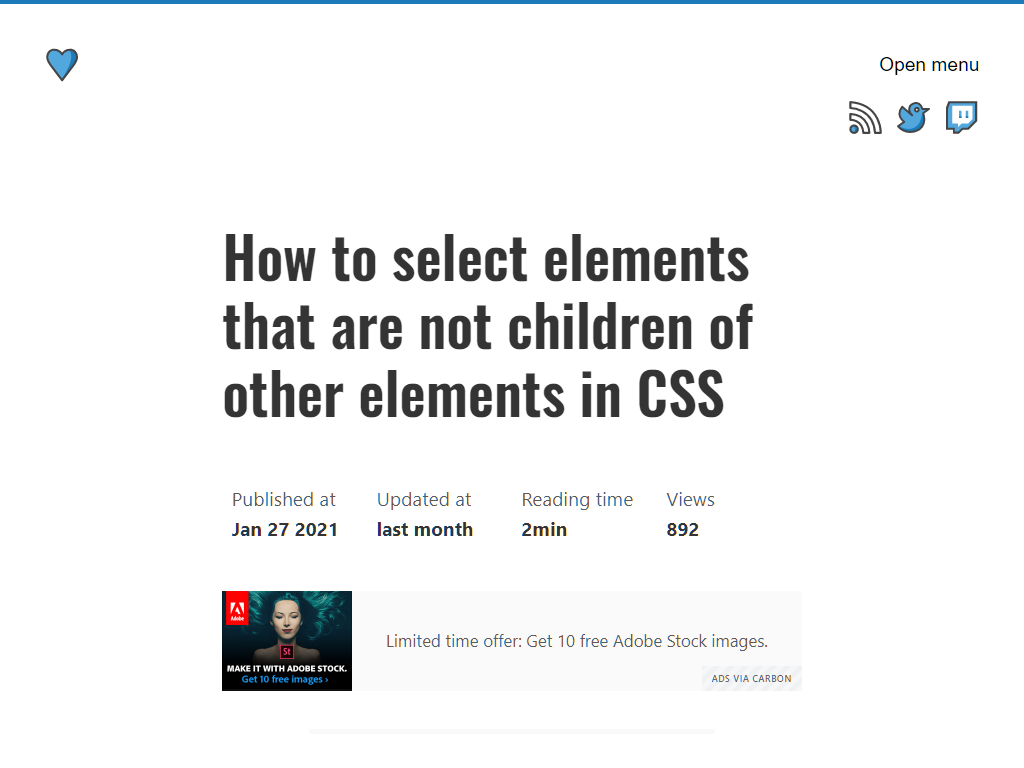 Open menu
How to select elements
that are not children of
other elements in CSS
Published at
Jan 27 2021
Updated at
last month
Reading time
2min
Views
892
Adobe
St
MAKE IT WITH ADOBE STOCK.
Get 10 free images ›
Limited time offer: Get 10 free Adobe Stock images.
ADS VIA CARBON